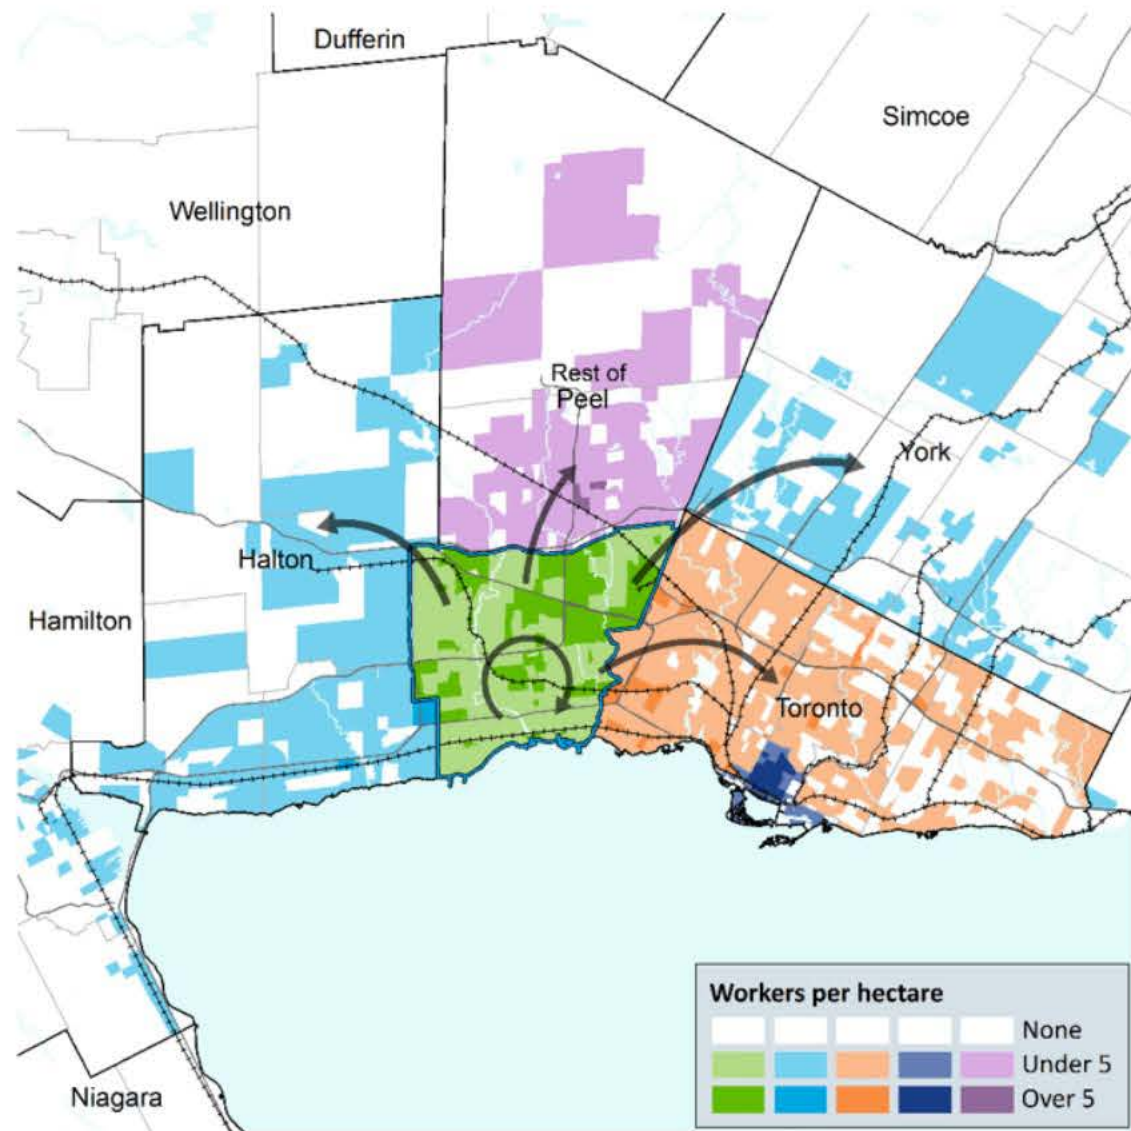 Dufferin
Simcoe
Wellington
Rest of
Peel
York
Halton
Hamilton
Toronto
Workers per hectare
None
Under 5
Over 5
Niagara